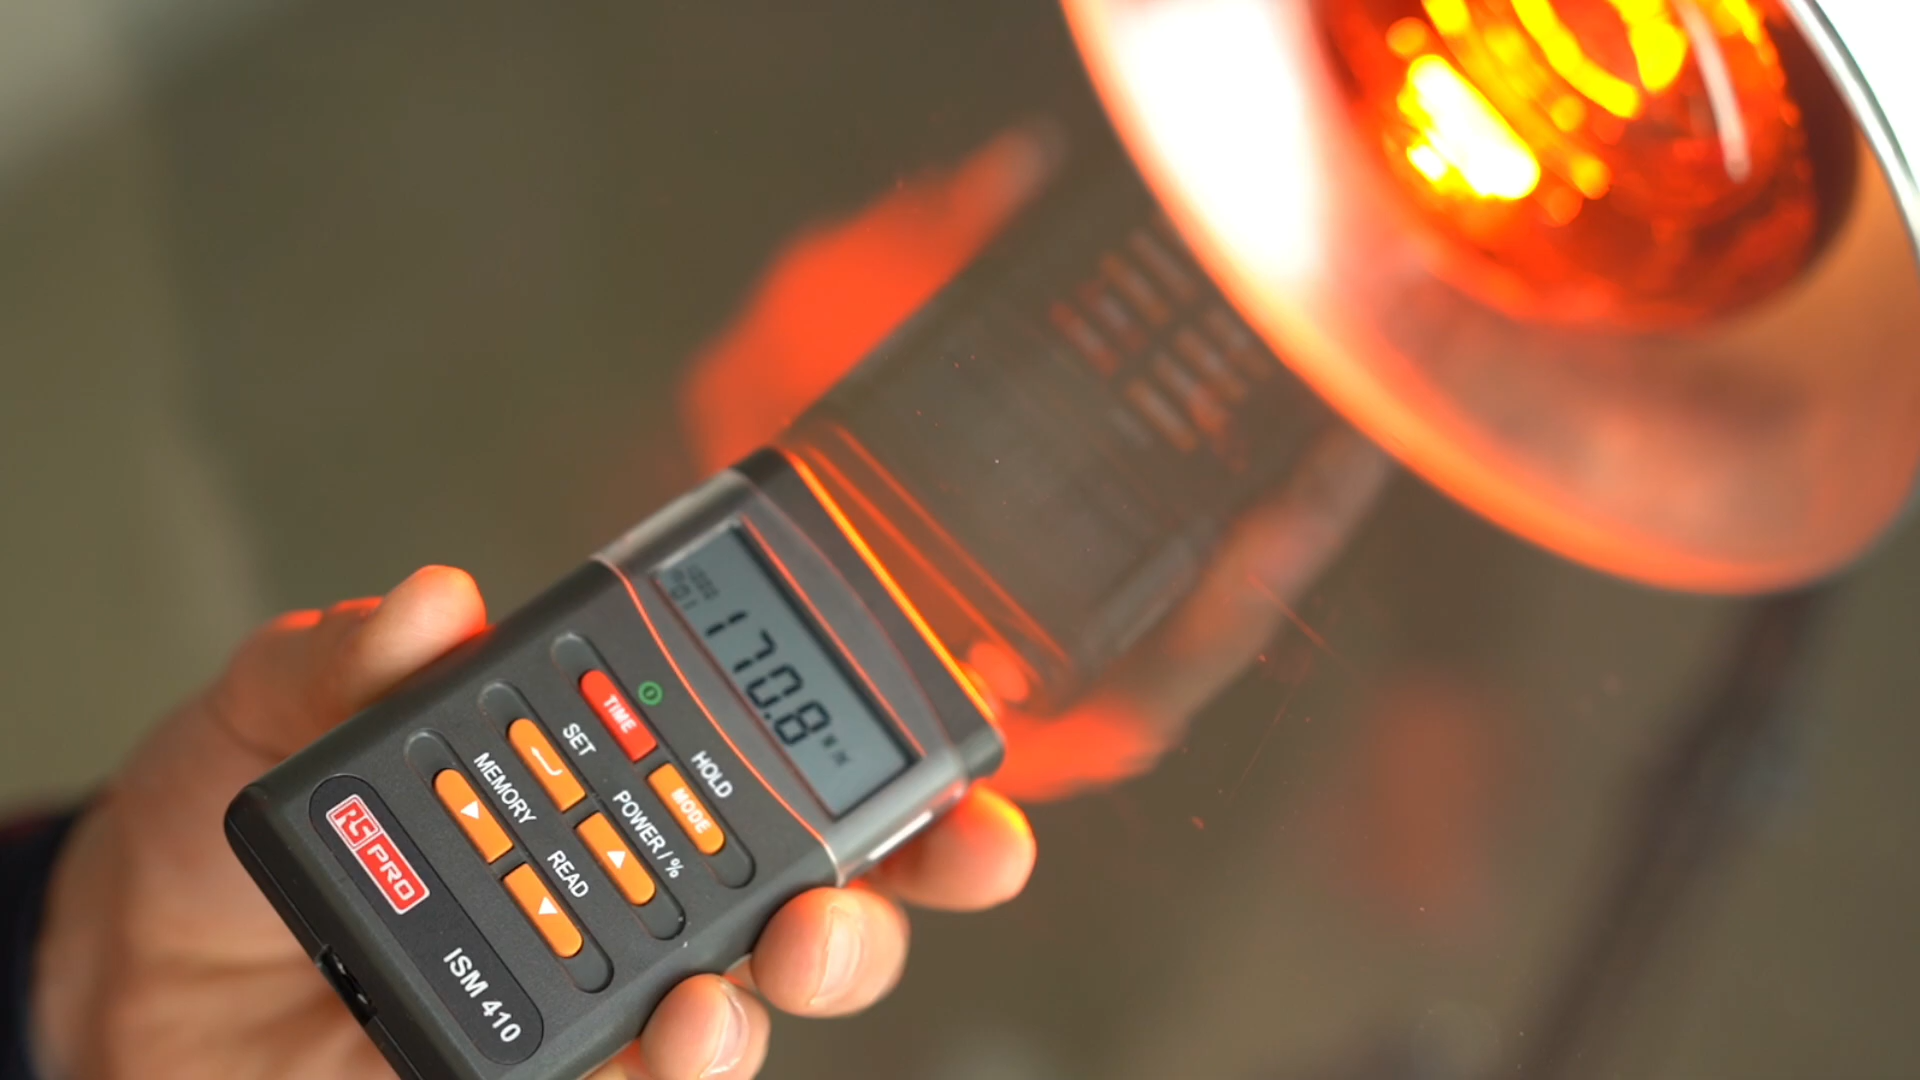 170.8
TIME
HOLD
SET
MODE
MEMORY
POWER / %
READ
RS PRO
ISM 410